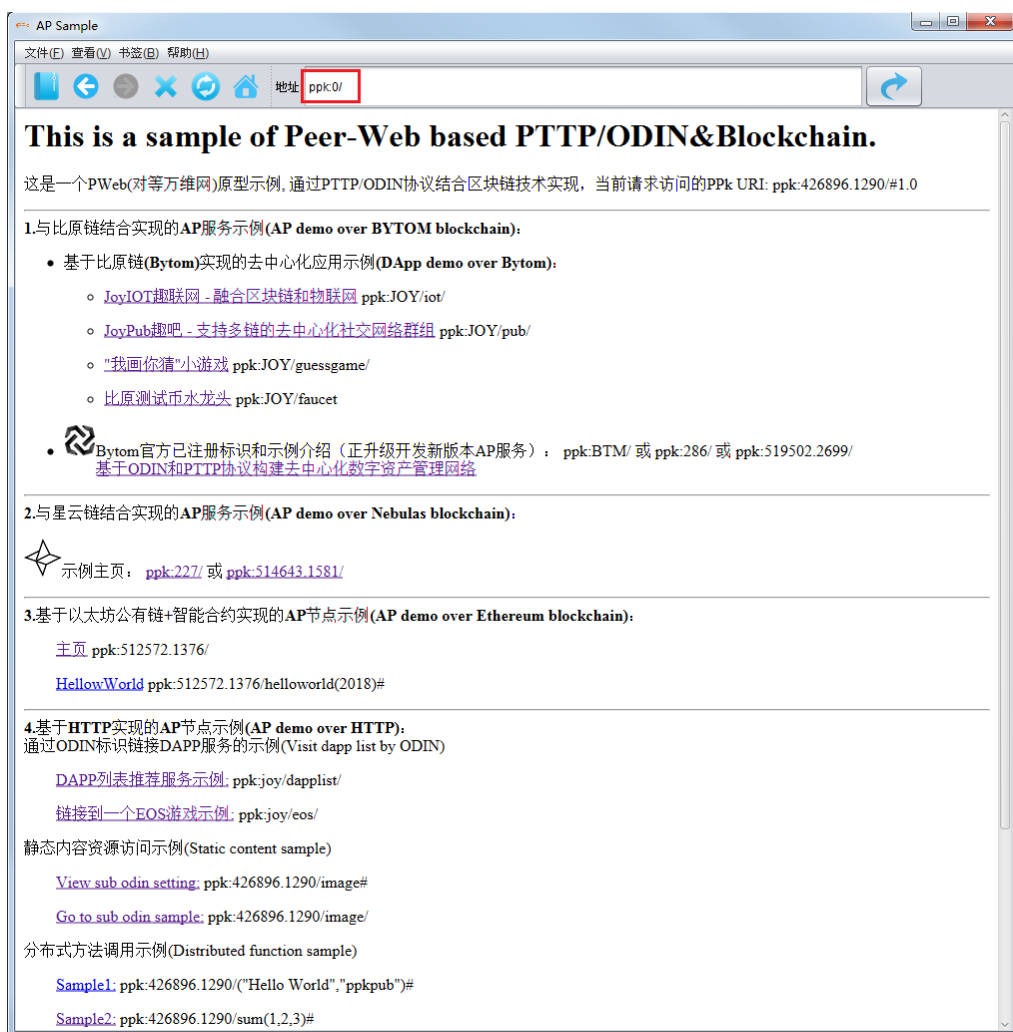 AP Sample
文件(F) 查看(V) 书签(B) 帮助(H)
地址 ppk:0/
This is a sample of Peer-Web based PTTP/ODIN&Blockchain.
这是一个PWeb(对等万维网)原型示例, 通过PTTP/ODIN协议结合区块链技术实现，当前请求访问的PPk URI: ppk:426896.1290/#1.0
1.与比原链结合实现的AP服务示例(AP demo over BYTOM blockchain)：
基于比原链(Bytom)实现的去中心化应用示例(DApp demo over Bytom)：
JoyIOT趣联网 - 融合区块链和物联网 ppk:JOY/iot/
JoyPub趣吧 - 支持多链的去中心化社交网络群组 ppk:JOY/pub/
"我画你猜"小游戏 ppk:JOY/guessgame/
比原测试币水龙头 ppk:JOY/faucet
Bytom官方已注册标识和示例介绍（正升级开发新版本AP服务）： ppk:BTM/ 或 ppk:286/ 或 ppk:519502.2699/
基于ODIN和PTTP协议构建去中心化数字资产管理网络
2.与星云链结合实现的AP服务示例(AP demo over Nebulas blockchain)：
示例主页： ppk:227/ 或 ppk:514643.1581/
3.基于以太坊公有链+智能合约实现的AP节点示例(AP demo over Ethereum blockchain)：
主页 ppk:512572.1376/
HellowWorld ppk:512572.1376/helloworld(2018)#
4.基于HTTP实现的AP节点示例(AP demo over HTTP)：
通过ODIN标识链接DAPP服务的示例(Visit dapp list by ODIN)
DAPP列表推荐服务示例: ppk:joy/dapplist/
链接到一个EOS游戏示例: ppk:joy/eos/
静态内容资源访问示例(Static content sample)
View sub odin setting: ppk:426896.1290/image#
Go to sub odin sample: ppk:426896.1290/image/
分布式方法调用示例(Distributed function sample)
Sample1: ppk:426896.1290/("Hello World","ppkpub")#
Sample2: ppk:426896.1290/sum(1,2,3)#